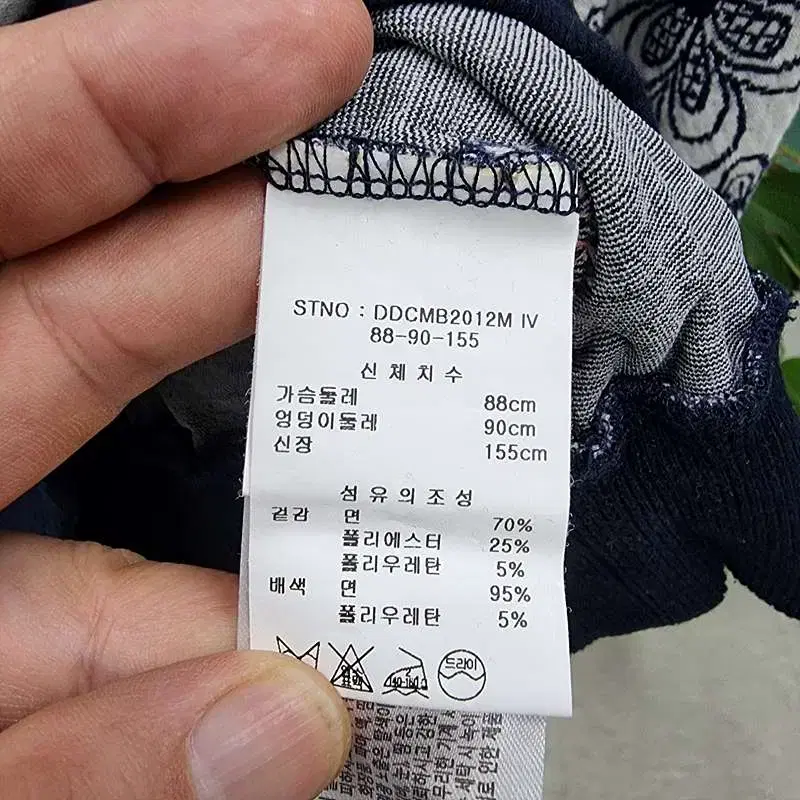 STNO : DDCMB2012M IV
88-90-155
신체치수
가슴둘레 88cm
엉덩이둘레 90cm
신장 155cm
섬유의조성
겉감 면 70%
폴리에스터 25%
폴리우레탄 5%
배색 면 95%
폴리우레탄 5%
드라이